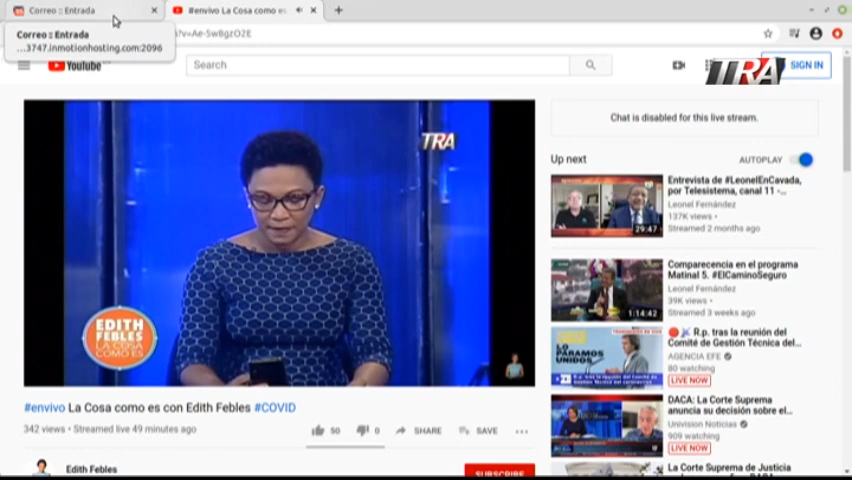 Correo :: Entrada
#envivo La Cosa como es
Correo :: Entrada
...3747.inmotionhosting.com:2096
?v=Ae-5wBgzO2E
YouTube
Search
TRA
SIGN IN
TRA
EDITH
FEBLES
LA COSA
COMO ES
#envivo La Cosa como es con Edith Febles #COVID
342 views • Streamed live 49 minutes ago
50
0
SHARE
SAVE
Edith Febles
SUBSCRIBE
Chat is disabled for this live stream.
Up next
AUTOPLAY
Entrevista de #LeonelEnCavada,
por Telesistema, canal 11 -...
Leonel Fernández
137K views •
Streamed 2 months ago
29:47
Comparecencia en el programa
Matinal 5. #ElCaminoSeguro
Leonel Fernández
39K views •
Streamed 3 weeks ago
1:14:42
R.p. tras la reunión del
Comité de Gestión Técnica del...
AGENCIA EFE
80 watching
LIVE NOW
LO
PARAMOS
UNIDOS
DACA: La Corte Suprema
anuncia su decisión sobre el...
Univision Noticias
909 watching
LIVE NOW
La Corte Suprema de Justicia